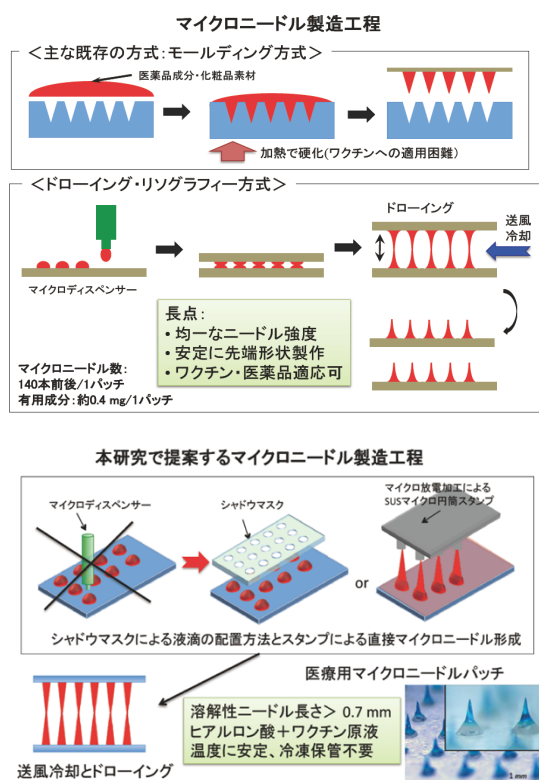 マイクロニードル製造工程
＜主な既存の方式：モールディング方式＞
医薬品成分・化粧品素材
加熱で硬化(ワクチンへの適用困難）
＜ドローイング・リソグラフィー方式＞
ドローイング
送風
冷却
マイクロディスペンサー
長点：
• 均一なニードル強度
• 安定に先端形状製作
• ワクチン・医薬品適応可
マイクロニードル数：
140本前後/1パッチ
有用成分：約0.4 mg/1パッチ
本研究で提案するマイクロニードル製造工程
マイクロディスペンサー
シャドウマスク
マイクロ放電加工による
SUSマイクロ円筒スタンプ
or
シャドウマスクによる液滴の配置方法とスタンプによる直接マイクロニードル形成
医療用マイクロニードルパッチ
溶解性ニードル長さ＞ 0.7 mm
ヒアルロン酸＋ワクチン原液
温度に安定、冷凍保管不要
送風冷却とドローイング
1 mm